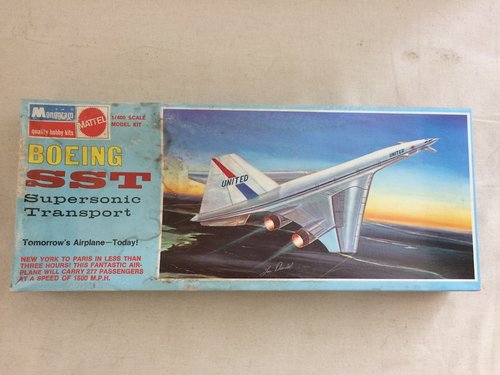 Monogram
quality hobby kits
MATTEL
1/400 SCALE
MODEL KIT
BOEING
SST
Supersonic
Transport
Tomorrow's Airplane—Today!
NEW YORK TO PARIS IN LESS THAN
THREE HOURS! THIS FANTASTIC AIR-
PLANE WILL CARRY 277 PASSENGERS
AT A SPEED OF 1800 M.P.H.
UNITED
UNITED